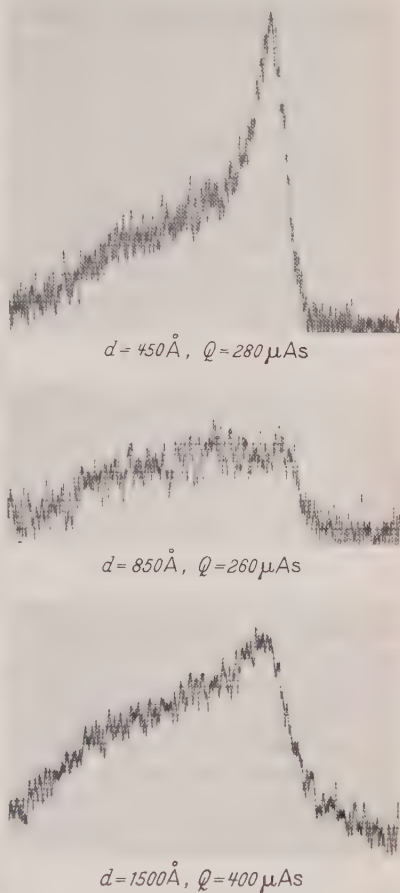 d = 450Å, Q = 280 µAs
d = 850Å, Q = 260 µAs
d = 1500Å, Q = 400 µAs